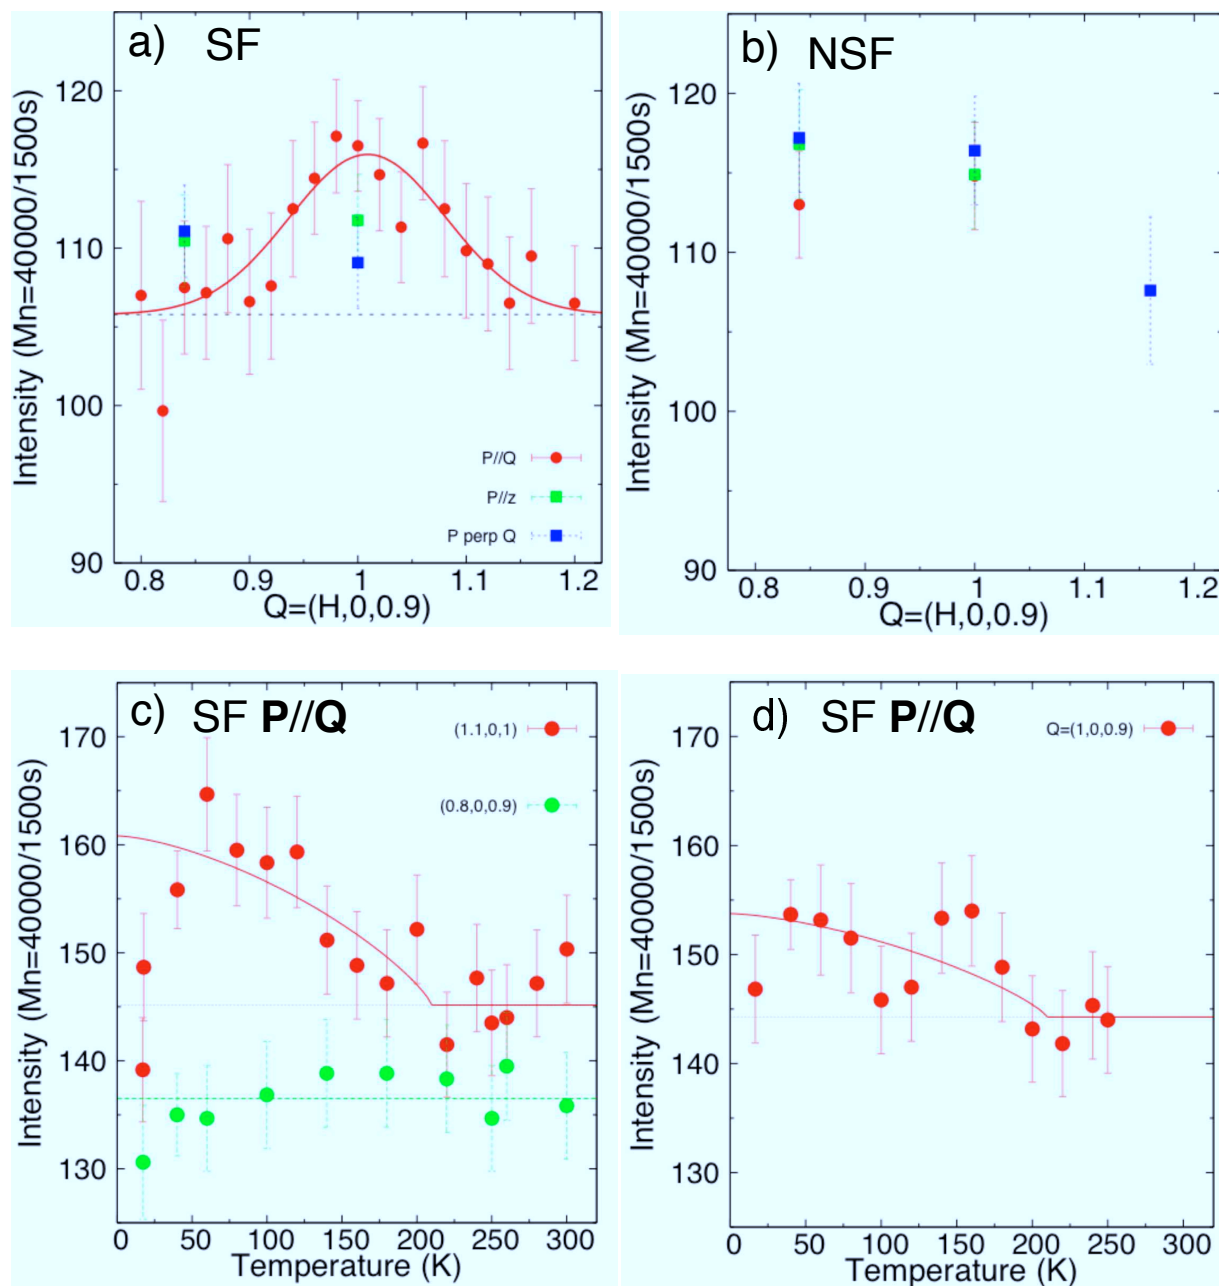 a) SF
Intensity (Mn=40000/1500s)
120
110
100
90
P//Q
P//z
P perp Q
0.8 0.9 1 1.1 1.2
Q=(H,0,0.9)
b) NSF
Intensity (Mn=40000/1500s)
120
110
100
90
0.8 0.9 1 1.1 1.2
Q=(H,0,0.9)
c) SF P//Q
Intensity (Mn=40000/1500s)
170
160
150
140
130
(1.1,0,1)
(0.8,0,0.9)
0 50 100 150 200 250 300
Temperature (K)
d) SF P//Q
Intensity (Mn=40000/1500s)
170
160
150
140
130
Q=(1,0,0.9)
0 50 100 150 200 250 300
Temperature (K)